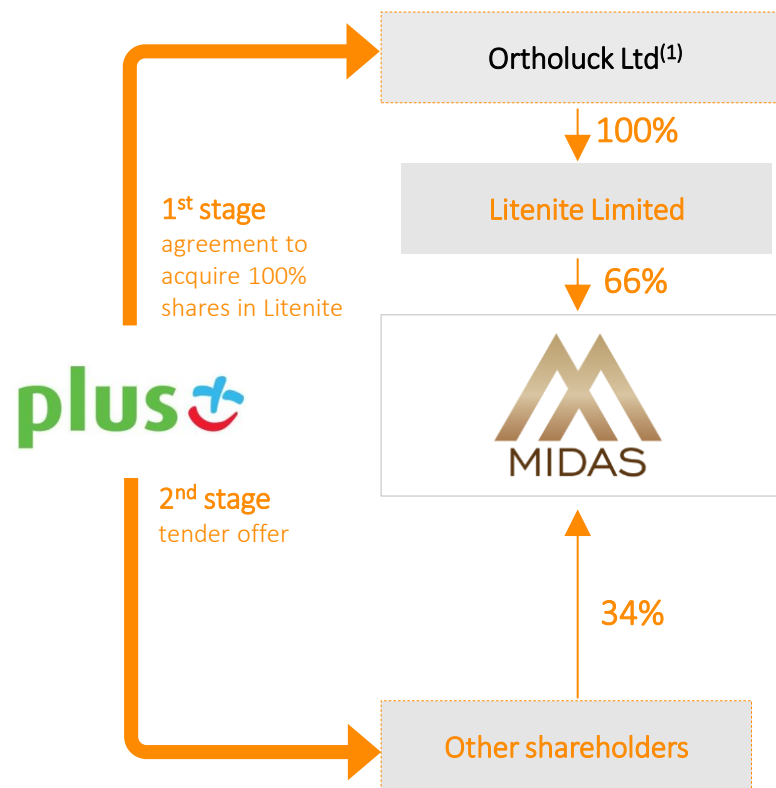 Ortholuck Ltd(1)
100%
1st stage
agreement to
acquire 100%
shares in Litenite
Litenite Limited
66%
plus
MIDAS
2nd stage
tender offer
34%
Other shareholders